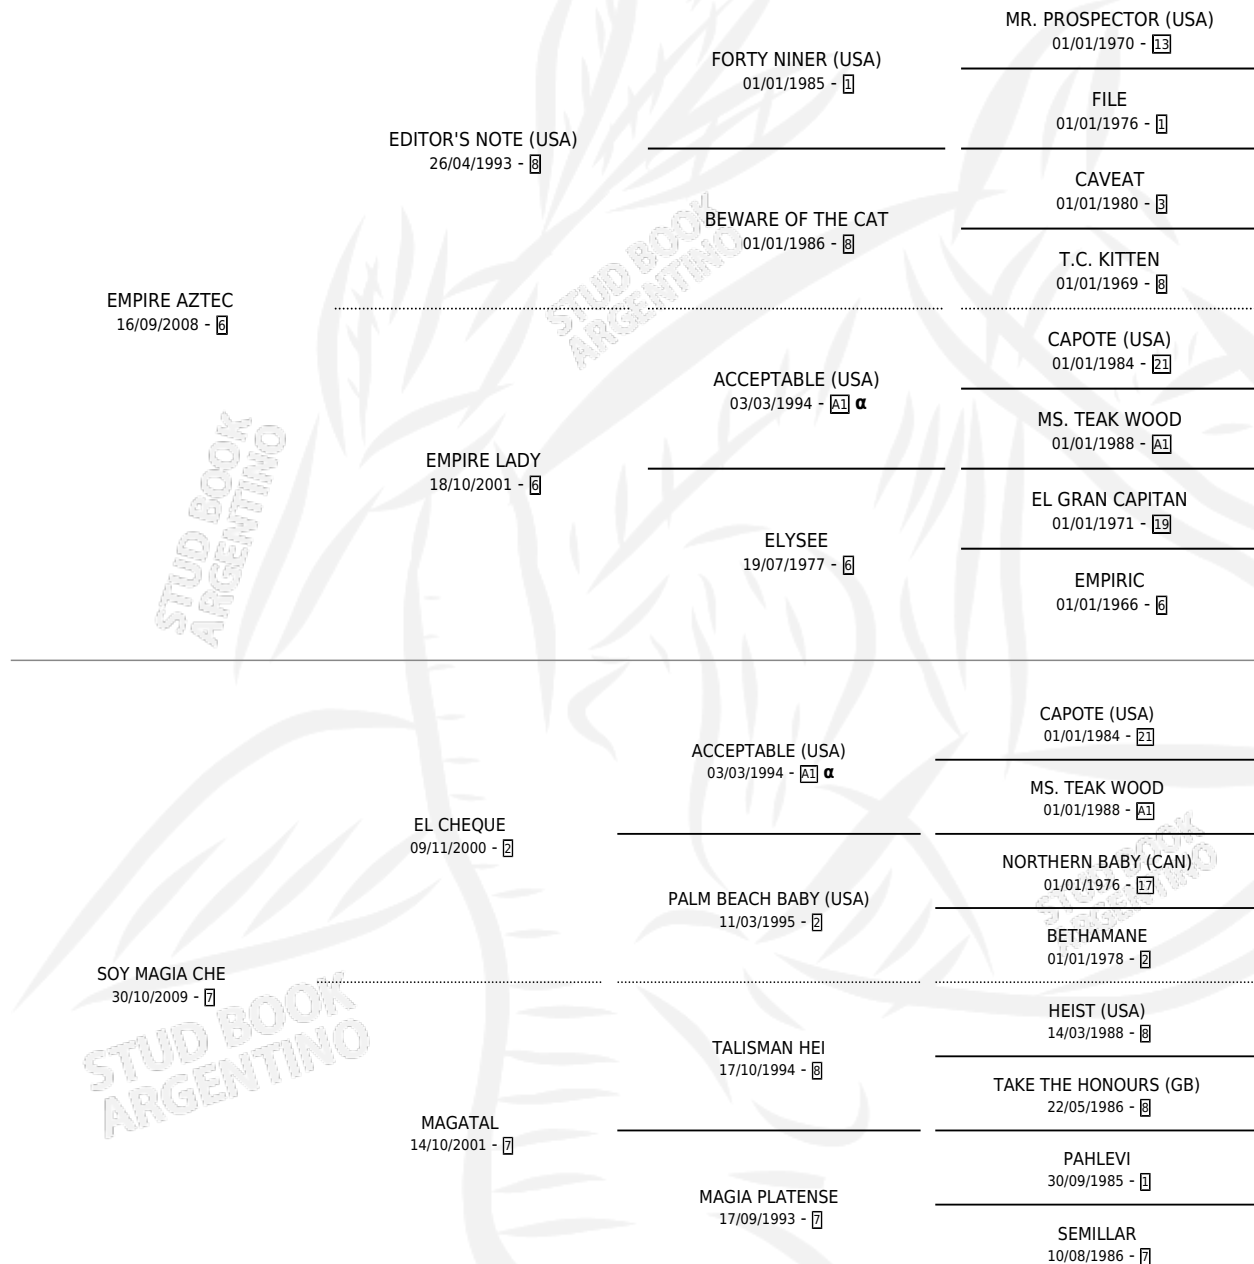 MR. PROSPECTOR (USA)
01/01/1970 - 13
FORTY NINER (USA)
01/01/1985 - 1
FILE
01/01/1976 - 1
EDITOR'S NOTE (USA)
26/04/1993 - 8
CAVEAT
01/01/1980 - 3
BEWARE OF THE CAT
01/01/1986 - 8
T.C. KITTEN
01/01/1969 - 8
EMPIRE AZTEC
16/09/2008 - 6
CAPOTE (USA)
01/01/1984 - 21
ACCEPTABLE (USA)
03/03/1994 - A1 α
MS. TEAK WOOD
01/01/1988 - A1
EMPIRE LADY
18/10/2001 - 6
EL GRAN CAPITAN
01/01/1971 - 19
ELYSEE
19/07/1977 - 6
EMPIRIC
01/01/1966 - 6
STUD BOOK
ARGENTINO
STUD BOOK
ARGENTINO
CAPOTE (USA)
01/01/1984 - 21
ACCEPTABLE (USA)
03/03/1994 - A1 α
MS. TEAK WOOD
01/01/1988 - A1
EL CHEQUE
09/11/2000 - 2
NORTHERN BABY (CAN)
01/01/1976 - 17
PALM BEACH BABY (USA)
11/03/1995 - 2
BETHAMANE
01/01/1978 - 2
STUD BOOK
ARGENTINO
SOY MAGIA CHE
30/10/2009 - 7
HEIST (USA)
14/03/1988 - 8
TALISMAN HEI
17/10/1994 - 8
TAKE THE HONOURS (GB)
22/05/1986 - 8
MAGATAL
14/10/2001 - 7
PAHLEVI
30/09/1985 - 1
MAGIA PLATENSE
17/09/1993 - 7
SEMILLAR
10/08/1986 - 7
STUD BOOK
ARGENTINO